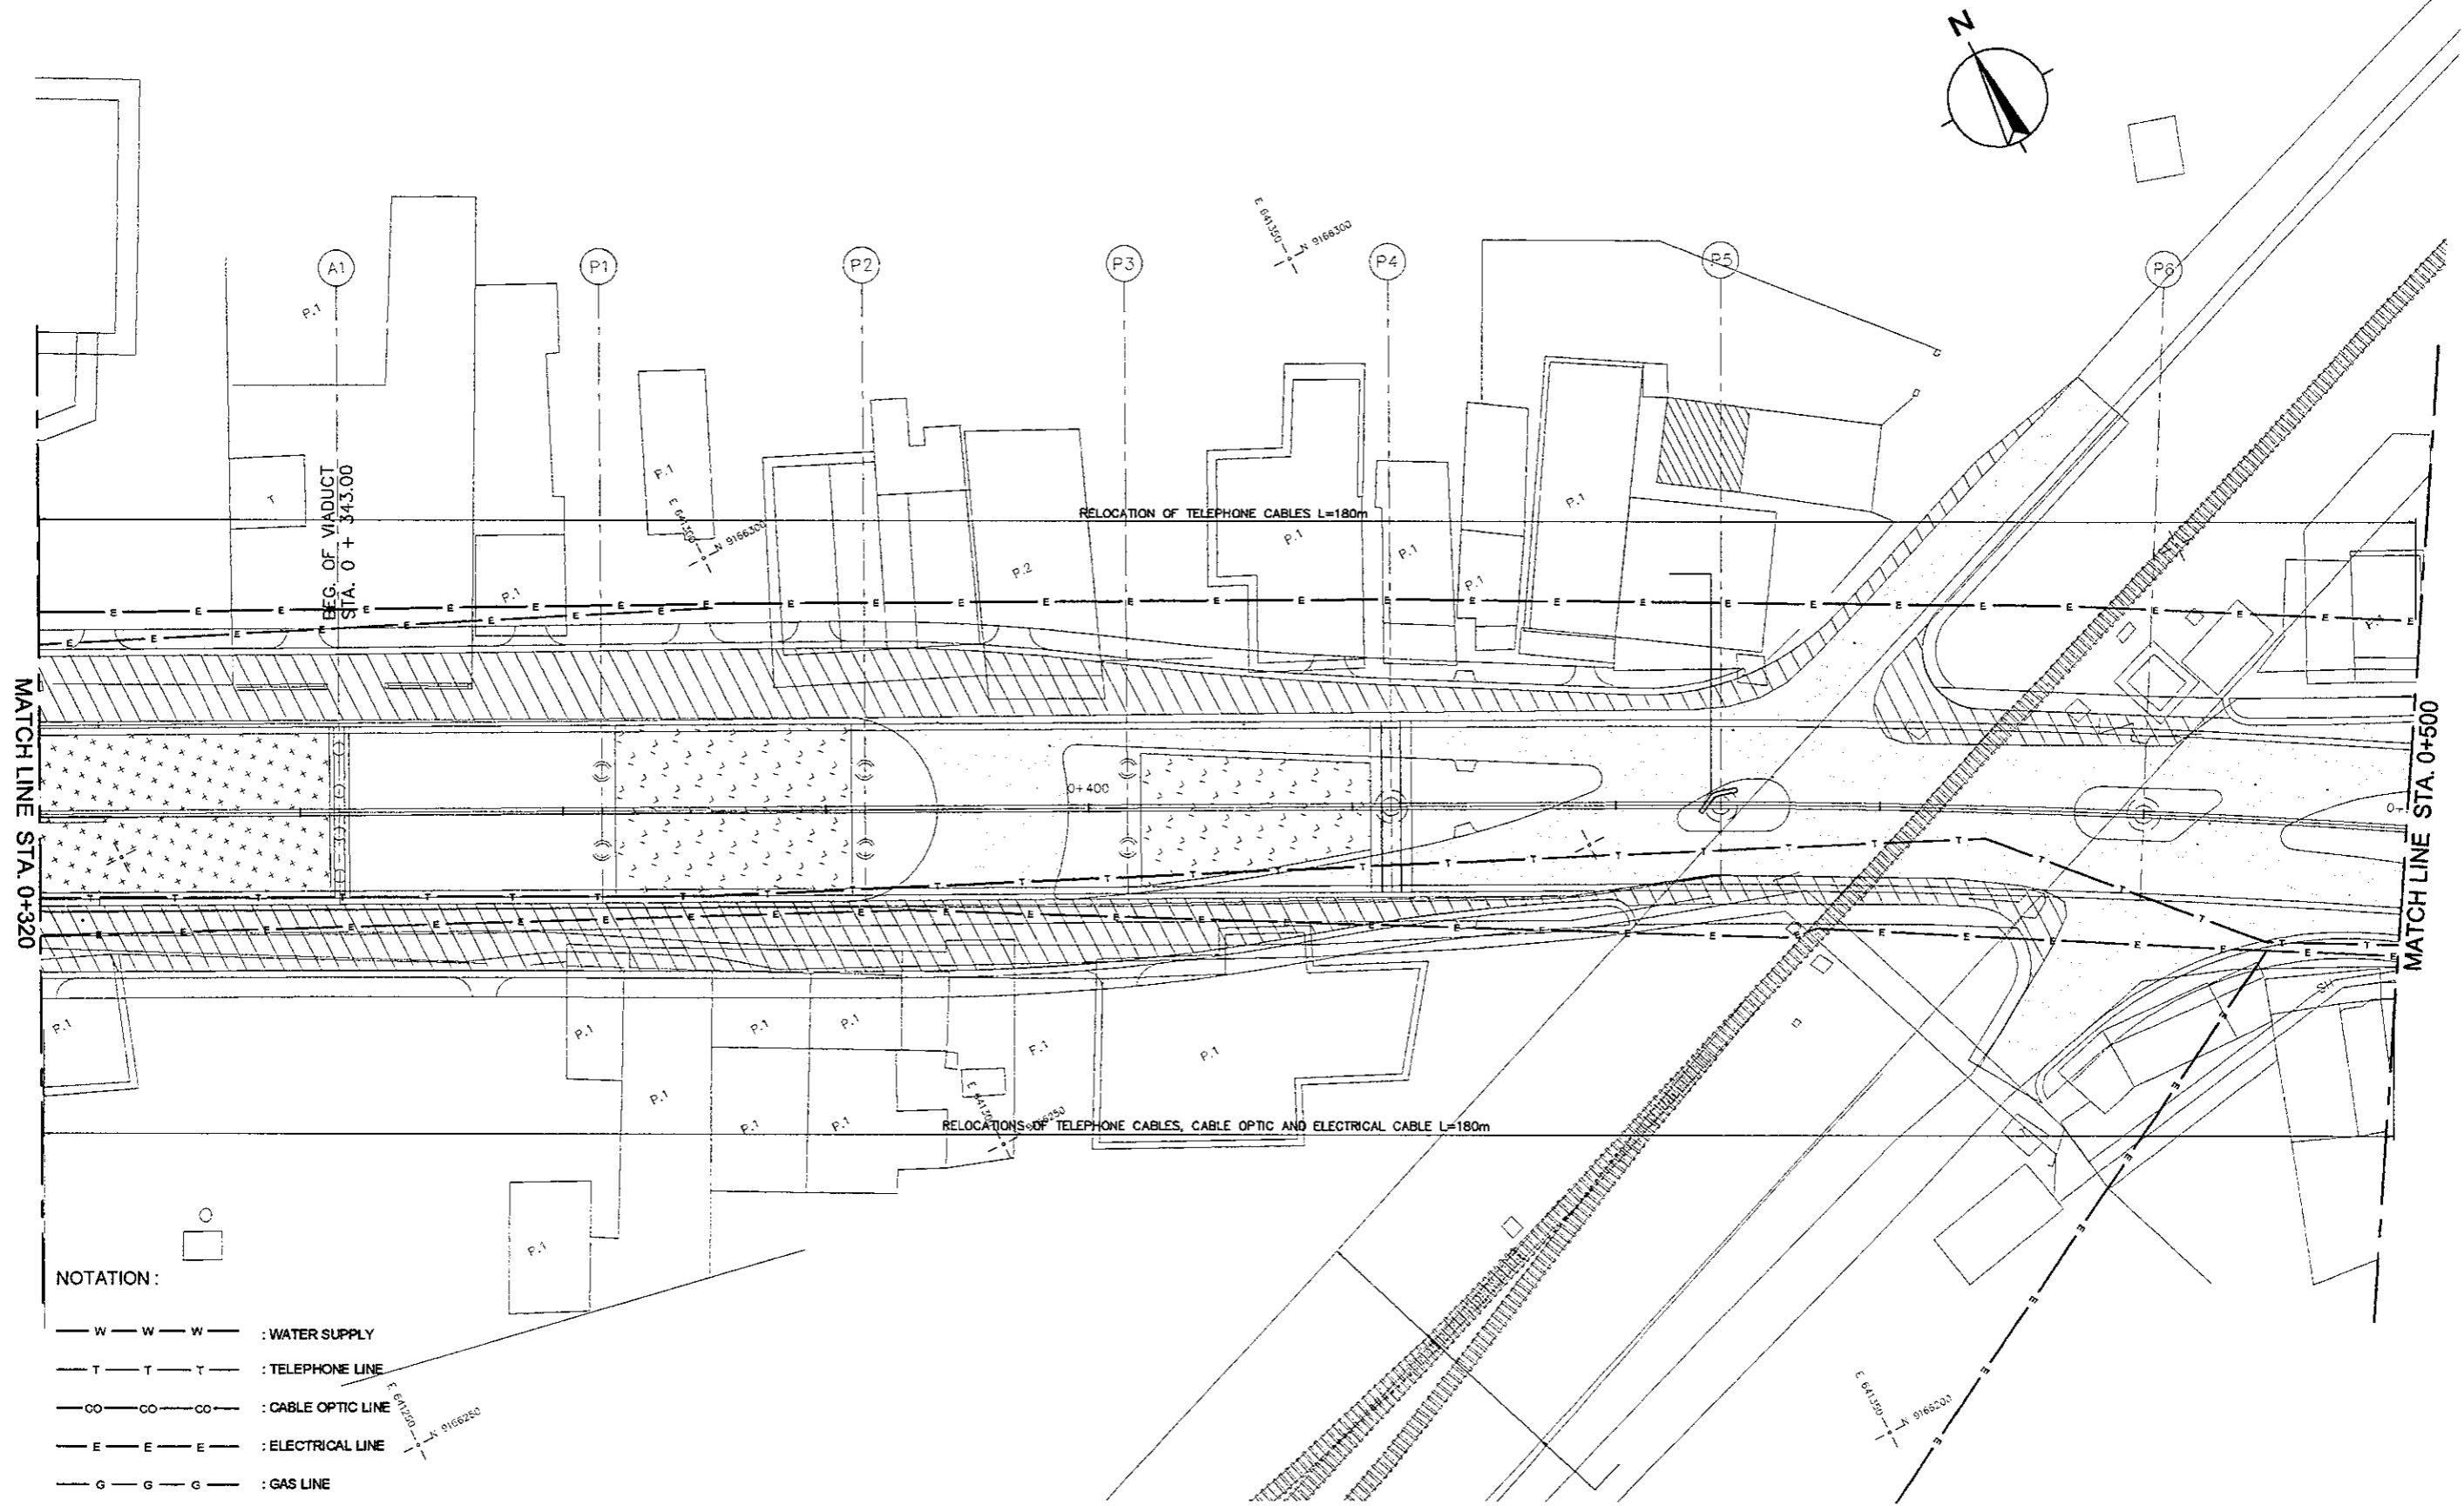 N
E 641350
N 9166300
A1
P1
P2
P3
P4
P5
P6
P.1
BEG. OF VIADUCT
STA. 0 + 343.00
T
P.1
P.1
E 641300
N 9166300
P.2
RELOCATION OF TELEPHONE CABLES L=180m
P.1
P.1
P.1
P.1
P.1
E E E E E E E E E E E E E E E E E E E E E E E E E E E E
E E E E E E E
MATCH LINE STA. 0+320
MATCH LINE STA. 0+500
0+400
T T T T T T T T T T T T T T T T T T T T T T T T T T
E E E E E E E E E E E E E E E E E E E E E E E E E E E
P.1
P.1
P.1
P.1
P.1
P.1
P.1
P.1
SH
RELOCATIONS OF TELEPHONE CABLES, CABLE OPTIC AND ELECTRICAL CABLE L=180m
P.1
NOTATION :
W W W : WATER SUPPLY
T T T : TELEPHONE LINE
CO CO CO : CABLE OPTIC LINE
E E E : ELECTRICAL LINE
G G G : GAS LINE
E 641250
N 9166250
E 641350
N 9166200